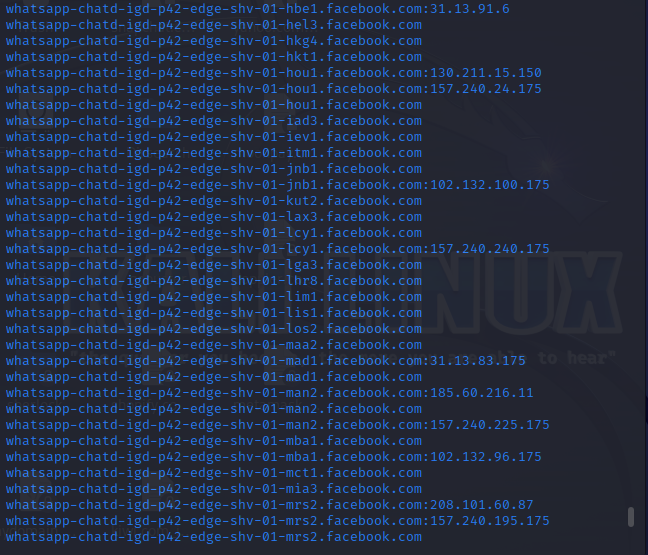 whatsapp-chatd-igd-p42-edge-shv-01-hbe1.facebook.com:31.13.91.6
whatsapp-chatd-igd-p42-edge-shv-01-hel3.facebook.com
whatsapp-chatd-igd-p42-edge-shv-01-hkg4.facebook.com
whatsapp-chatd-igd-p42-edge-shv-01-hkt1.facebook.com
whatsapp-chatd-igd-p42-edge-shv-01-hou1.facebook.com:130.211.15.150
whatsapp-chatd-igd-p42-edge-shv-01-hou1.facebook.com:157.240.24.175
whatsapp-chatd-igd-p42-edge-shv-01-hou1.facebook.com
whatsapp-chatd-igd-p42-edge-shv-01-iad3.facebook.com
whatsapp-chatd-igd-p42-edge-shv-01-iev1.facebook.com
whatsapp-chatd-igd-p42-edge-shv-01-itm1.facebook.com
whatsapp-chatd-igd-p42-edge-shv-01-jnb1.facebook.com
whatsapp-chatd-igd-p42-edge-shv-01-jnb1.facebook.com:102.132.100.175
whatsapp-chatd-igd-p42-edge-shv-01-kut2.facebook.com
whatsapp-chatd-igd-p42-edge-shv-01-lax3.facebook.com
whatsapp-chatd-igd-p42-edge-shv-01-lcy1.facebook.com
whatsapp-chatd-igd-p42-edge-shv-01-lcy1.facebook.com:157.240.240.175
whatsapp-chatd-igd-p42-edge-shv-01-lga3.facebook.com
whatsapp-chatd-igd-p42-edge-shv-01-lhr8.facebook.com
whatsapp-chatd-igd-p42-edge-shv-01-lim1.facebook.com
whatsapp-chatd-igd-p42-edge-shv-01-lis1.facebook.com
whatsapp-chatd-igd-p42-edge-shv-01-los2.facebook.com
whatsapp-chatd-igd-p42-edge-shv-01-maa2.facebook.com
whatsapp-chatd-igd-p42-edge-shv-01-mad1.facebook.com:31.13.83.175
whatsapp-chatd-igd-p42-edge-shv-01-mad1.facebook.com
whatsapp-chatd-igd-p42-edge-shv-01-man2.facebook.com:185.60.216.11
whatsapp-chatd-igd-p42-edge-shv-01-man2.facebook.com
whatsapp-chatd-igd-p42-edge-shv-01-man2.facebook.com:157.240.225.175
whatsapp-chatd-igd-p42-edge-shv-01-mba1.facebook.com
whatsapp-chatd-igd-p42-edge-shv-01-mba1.facebook.com:102.132.96.175
whatsapp-chatd-igd-p42-edge-shv-01-mct1.facebook.com
whatsapp-chatd-igd-p42-edge-shv-01-mia3.facebook.com
whatsapp-chatd-igd-p42-edge-shv-01-mrs2.facebook.com:208.101.60.87
whatsapp-chatd-igd-p42-edge-shv-01-mrs2.facebook.com:157.240.195.175
whatsapp-chatd-igd-p42-edge-shv-01-mrs2.facebook.com
to hear"